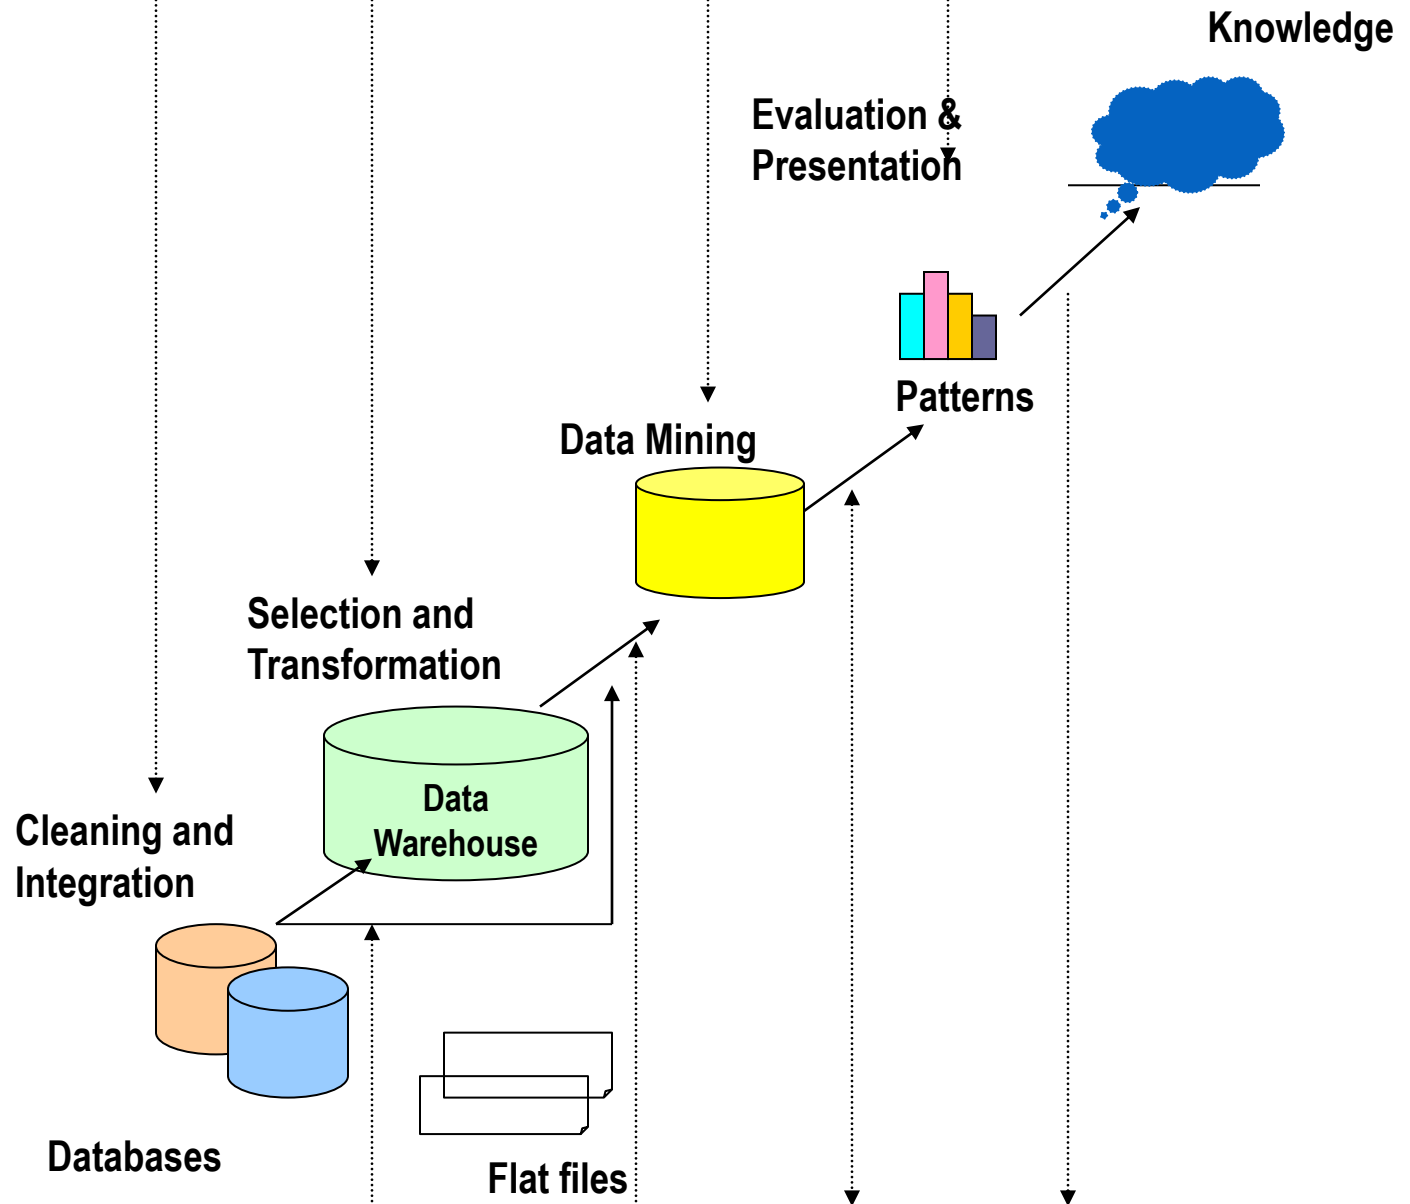 Knowledge
Evaluation &
Presentation
Patterns
Data Mining
Selection and
Transformation
Data
Warehouse
Cleaning and
Integration
Databases
Flat files